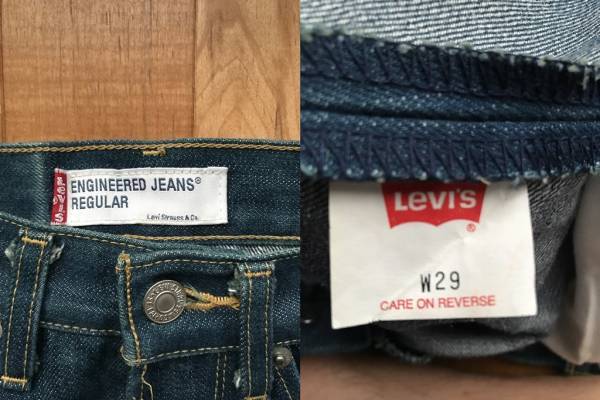 LEVI'S
ENGINEERED JEANS®
REGULAR
Levi Strauss & Co.
Levi's
®
W29
CARE ON REVERSE